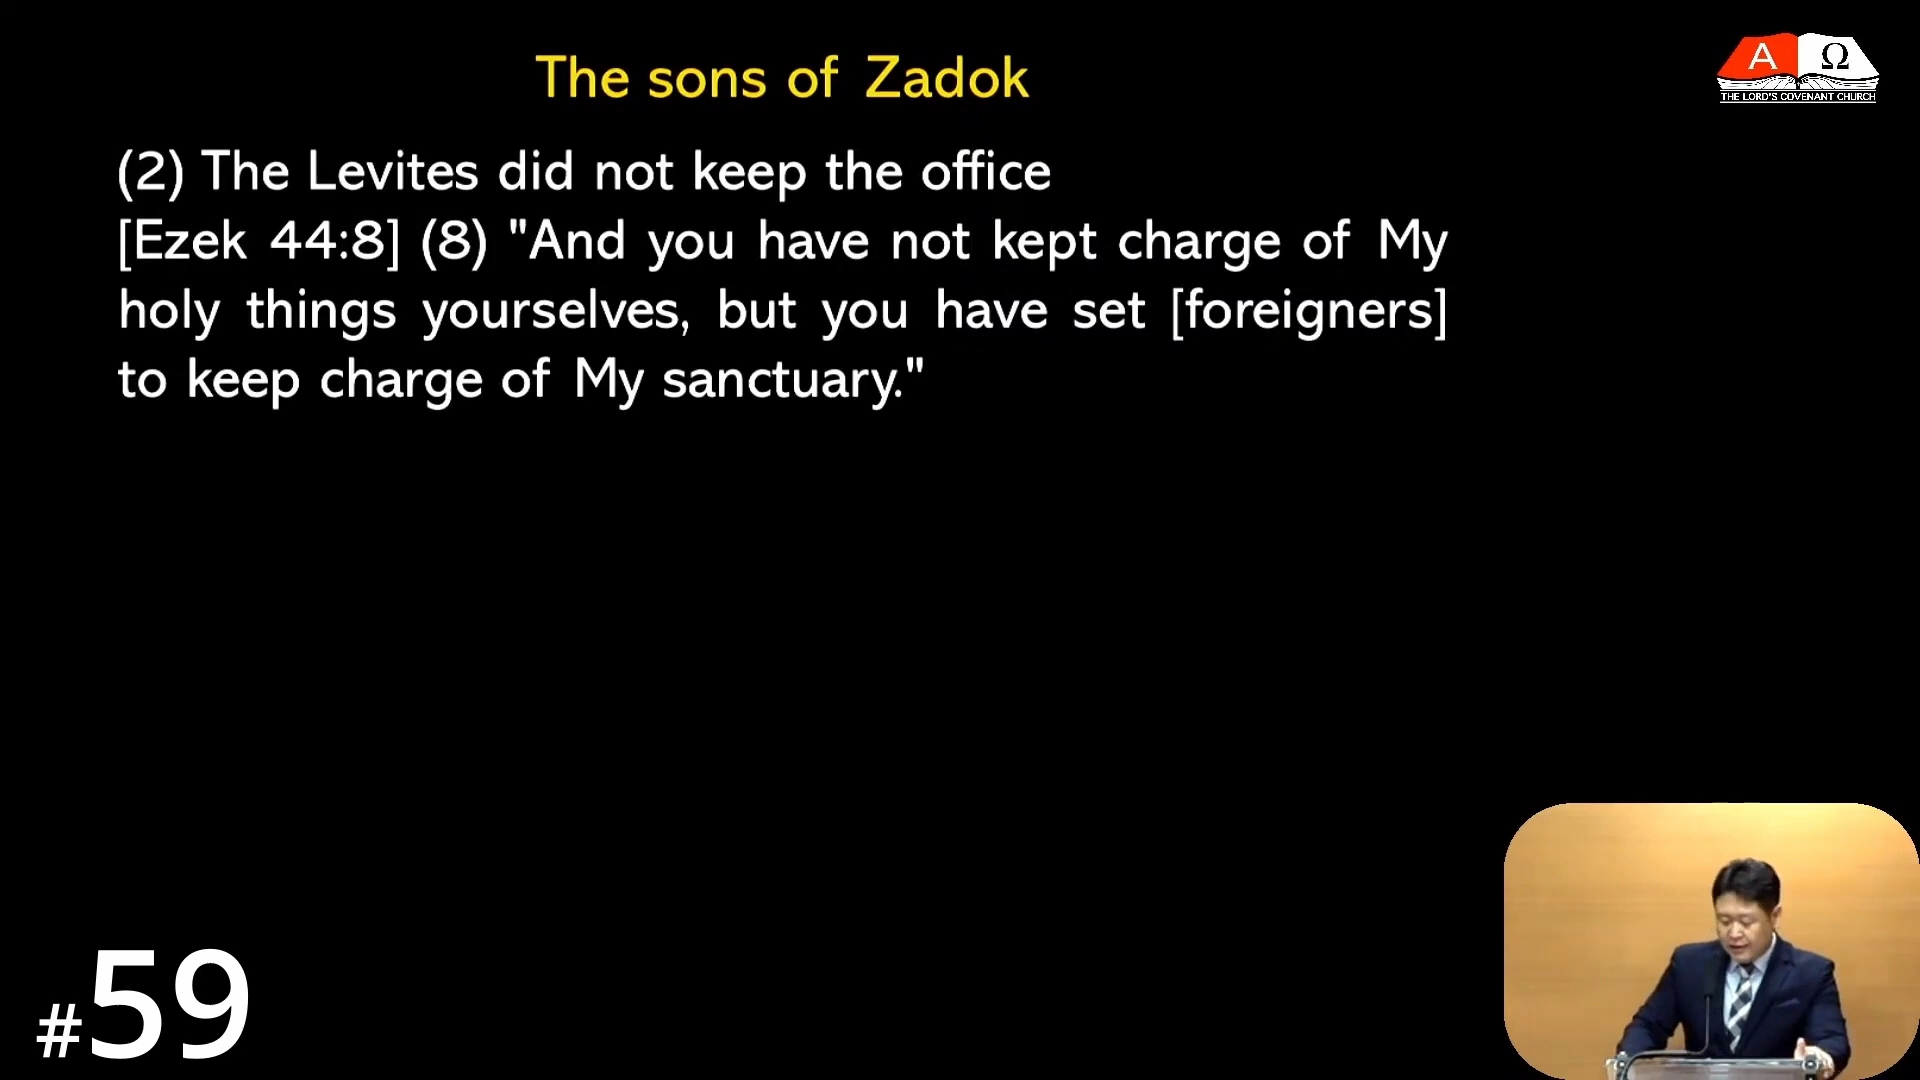 The sons of Zadok
A Ω
THE LORD'S COVENANT CHURCH
(2) The Levites did not keep the office
[Ezek 44:8] (8) "And you have not kept charge of My
holy things yourselves, but you have set [foreigners]
to keep charge of My sanctuary."
#59